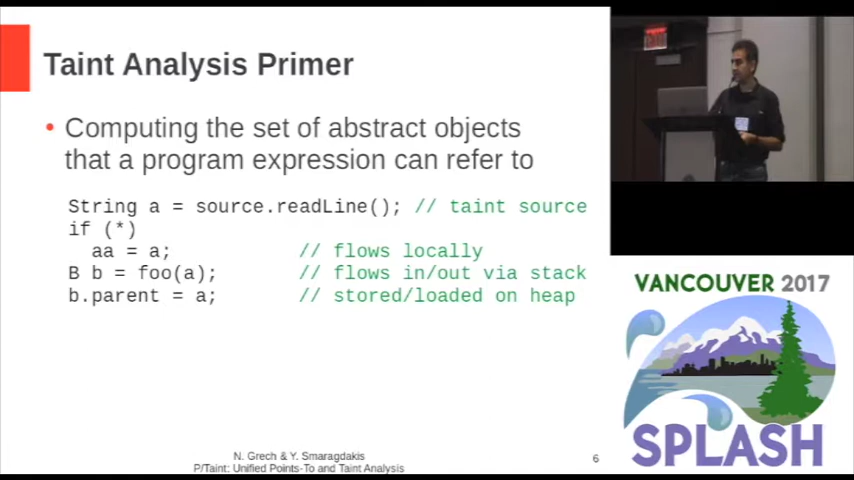 Taint Analysis Primer
• Computing the set of abstract objects
that a program expression can refer to
String a = source.readLine(); // taint source
if (*)
aa = a; // flows locally
B b = foo(a); // flows in/out via stack
b.parent = a; // stored/loaded on heap
N. Grech & Y. Smaragdakis
P/Taint: Unified Points-To and Taint Analysis
6
VANCOUVER 2017
SPLASH